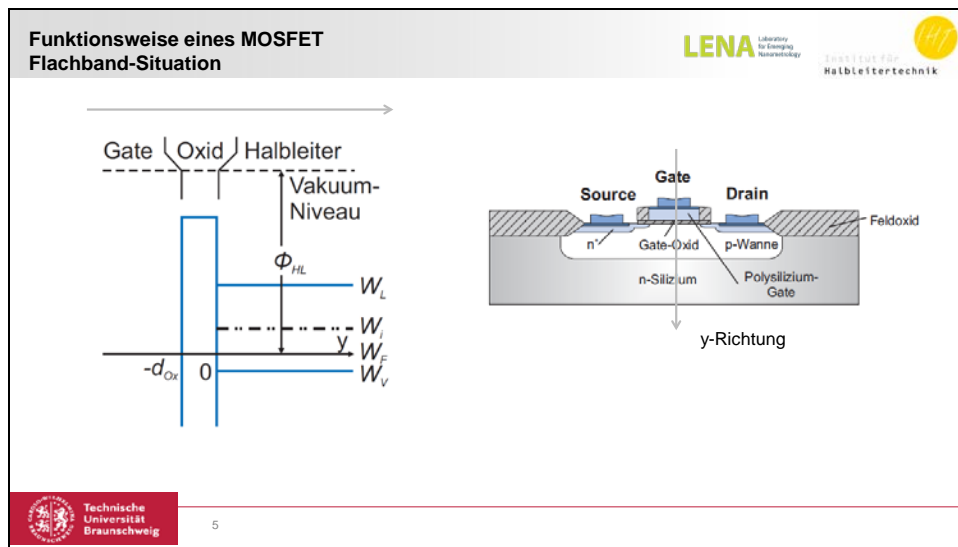 Funktionsweise eines MOSFET
Flachband-Situation
LENA Laboratory for Emerging Nanometrology
Institut für
Halbleitertechnik
iHT
Gate Oxid Halbleiter
Vakuum-
Niveau
Φ_HL
W_L
W_i
y
W_F
-d_Ox 0
W_V
Gate
Source Drain
Feldoxid
n⁺ Gate-Oxid p-Wanne
n-Silizium
Polysilizium-
Gate
y-Richtung
Technische
Universität
Braunschweig
5